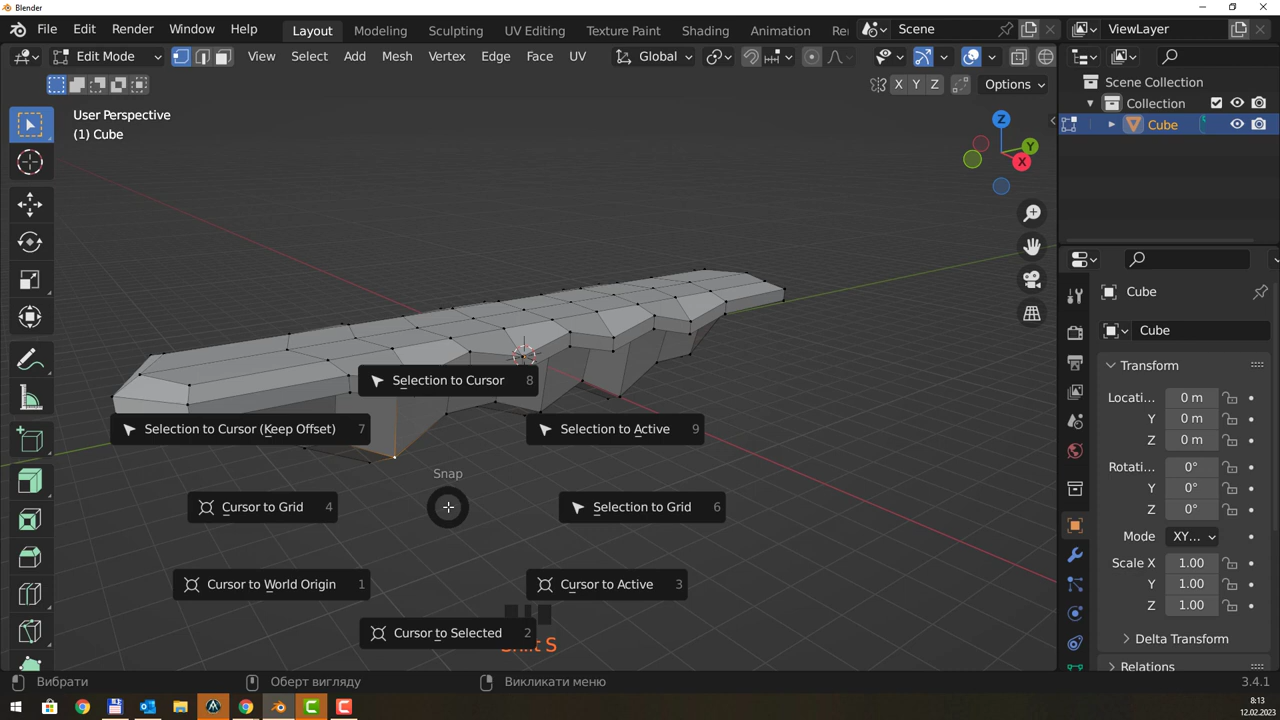 Blender
File Edit Render Window Help Layout Modeling Sculpting UV Editing Texture Paint Shading Animation Re Scene ViewLayer
Edit Mode View Select Add Mesh Vertex Edge Face UV Global
X Y Z Options
User Perspective
(1) Cube
Z
Y
X
Scene Collection
Collection
Cube
Selection to Cursor 8
Selection to Cursor (Keep Offset) 7
Selection to Active 9
Snap
Cursor to Grid 4
Selection to Grid 6
Cursor to World Origin 1
Cursor to Active 3
Cursor to Selected 2
Shift S
Cube
Cube
Transform
Locati... 0 m
Y 0 m
Z 0 m
Rotati... 0°
Y 0°
Z 0°
Mode XY...
Scale X 1.00
Y 1.00
Z 1.00
Delta Transform
Relations
Вибрати Оберт вигляду Викликати меню 3.4.1
8:13
12.02.2023